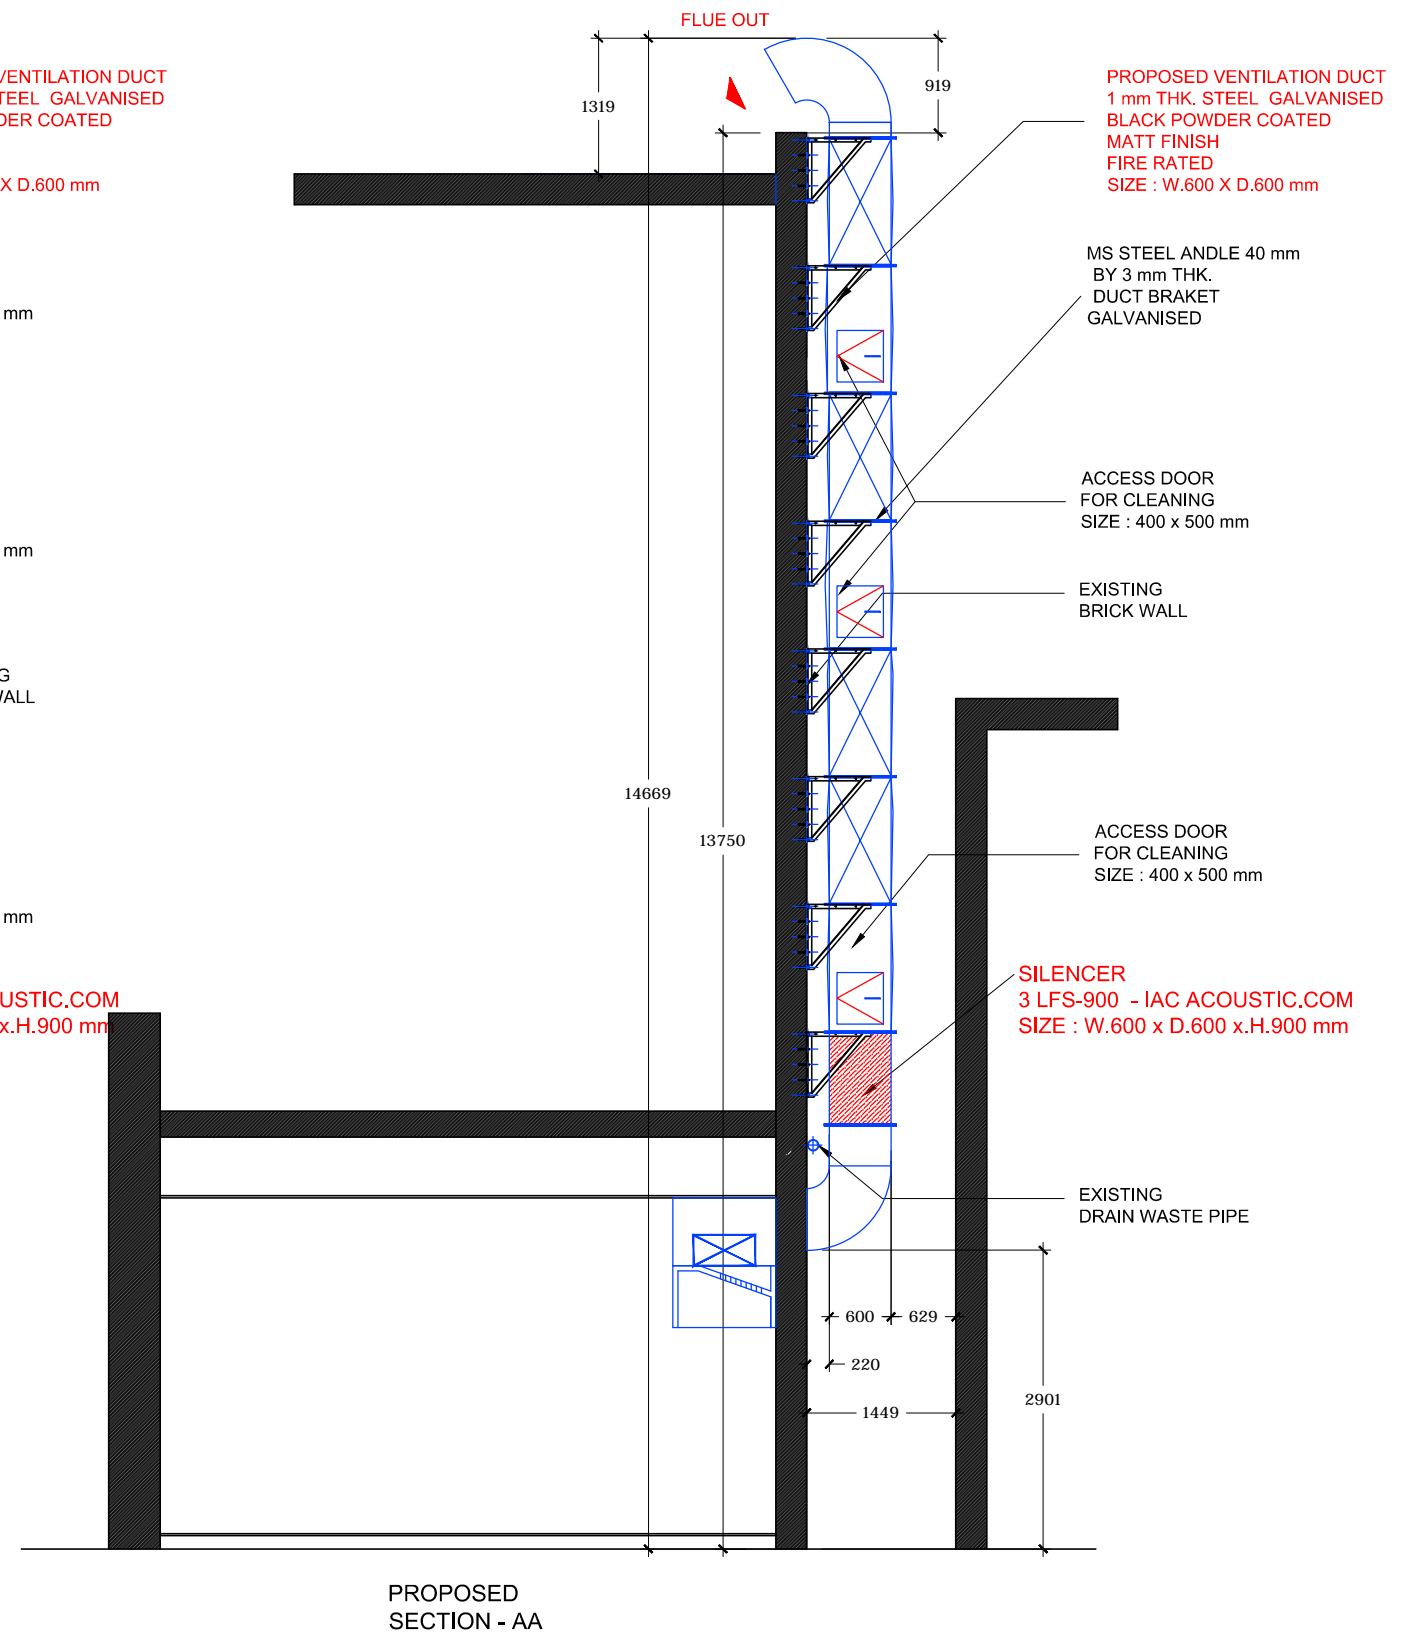 FLUE OUT
VENTILATION DUCT
TEEL GALVANISED
DER COATED
X D.600 mm
mm
mm
G
WALL
mm
USTIC.COM
x.H.900 mm
1319
919
14669
13750
PROPOSED VENTILATION DUCT
1 mm THK. STEEL GALVANISED
BLACK POWDER COATED
MATT FINISH
FIRE RATED
SIZE : W.600 X D.600 mm
MS STEEL ANDLE 40 mm
BY 3 mm THK.
DUCT BRAKET
GALVANISED
ACCESS DOOR
FOR CLEANING
SIZE : 400 x 500 mm
EXISTING
BRICK WALL
ACCESS DOOR
FOR CLEANING
SIZE : 400 x 500 mm
SILENCER
3 LFS-900 - IAC ACOUSTIC.COM
SIZE : W.600 x D.600 x.H.900 mm
EXISTING
DRAIN WASTE PIPE
600
629
220
1449
2901
PROPOSED
SECTION - AA